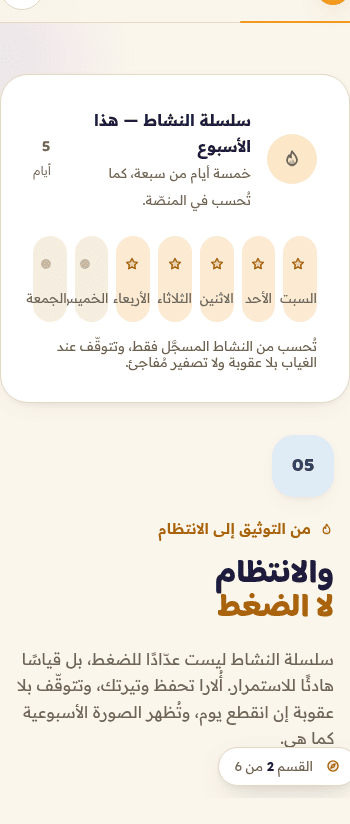 سلسلة النشاط — هذا
الأسبوع
خمسة أيام من سبعة، كما
تُحسب في المنصّة.
5
أيام
السبت
الأحد
الاثنين
الثلاثاء
الأربعاء
الخميس
الجمعة
تُحسب من النشاط المسجَّل فقط، وتتوقّف عند
الغياب بلا عقوبة ولا تصفير مُفاجئ.
05
من التوثيق إلى الانتظام
والانتظام
لا الضغط
سلسلة النشاط ليست عدّادًا للضغط، بل قياسًا
هادئًا للاستمرار. ألارا تحفظ وتيرتك، وتتوقّف بلا
عقوبة إن انقطع يوم، وتُظهر الصورة الأسبوعية
كما هي.
القسم 2 من 6